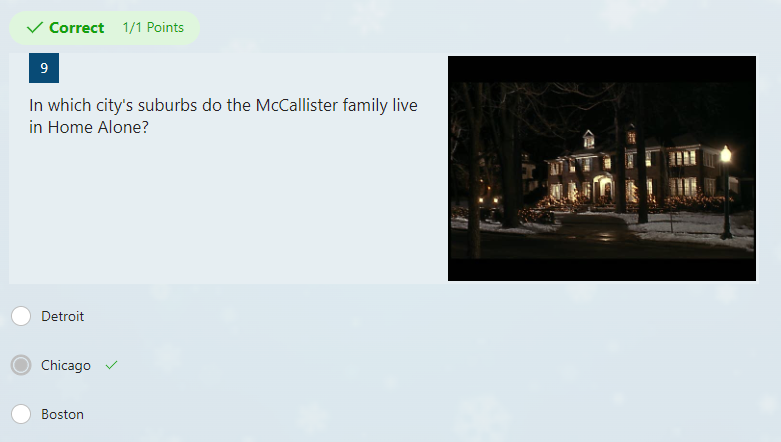 Correct 1/1 Points
9
In which city's suburbs do the McCallister family live
in Home Alone?
Detroit
Chicago
Boston